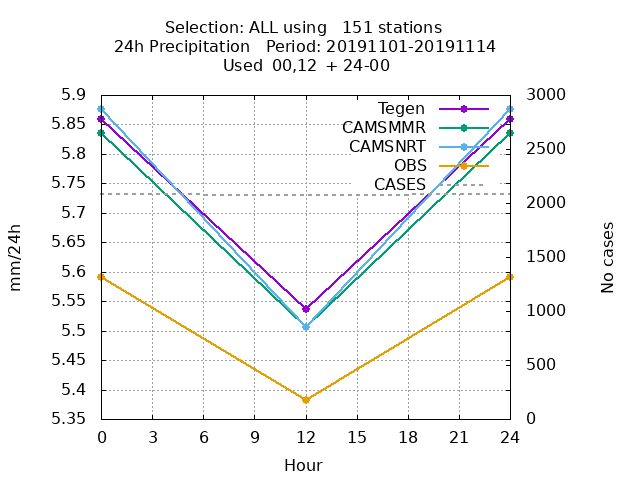 Selection: ALL using   151 stations
24h Precipitation   Period: 20191101-20191114
Used  00,12  + 24-00
5.9
5.85
5.8
5.75
5.7
5.65
5.6
5.55
5.5
5.45
5.4
5.35
mm/24h
Tegen
CAMSMMR
CAMSNRT
OBS
CASES
3000
2500
2000
1500
1000
500
0
No cases
0 3 6 9 12 15 18 21 24
Hour